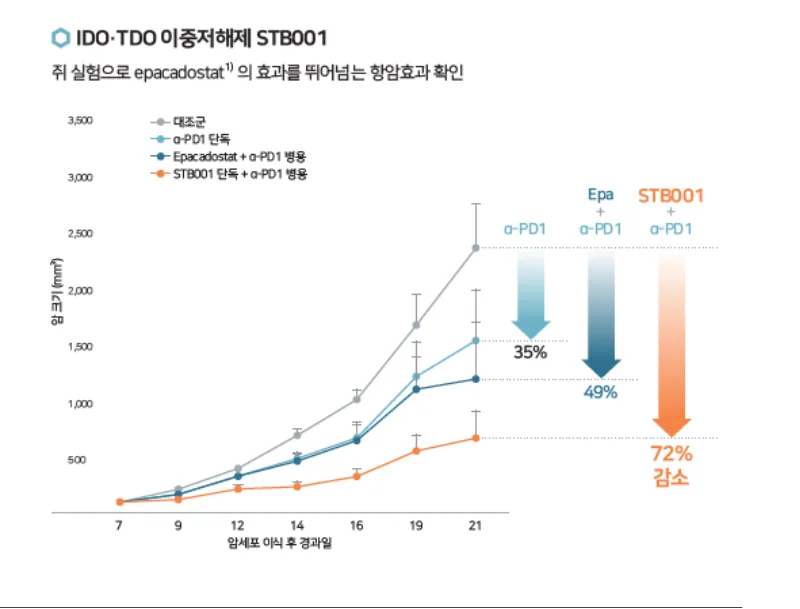 IDO·TDO 이중저해제 STB001
쥐 실험으로 epacadostat1) 의 효과를 뛰어넘는 항암효과 확인
3,500
3,000
2,500
2,000
1,500
1,000
500
암 크기 (mm³)
대조군
α-PD1 단독
Epacadostat + α-PD1 병용
STB001 단독 + α-PD1 병용
α-PD1
Epa
+
α-PD1
STB001
+
α-PD1
35%
49%
72%
감소
7 9 12 14 16 19 21
암세포 이식 후 경과일